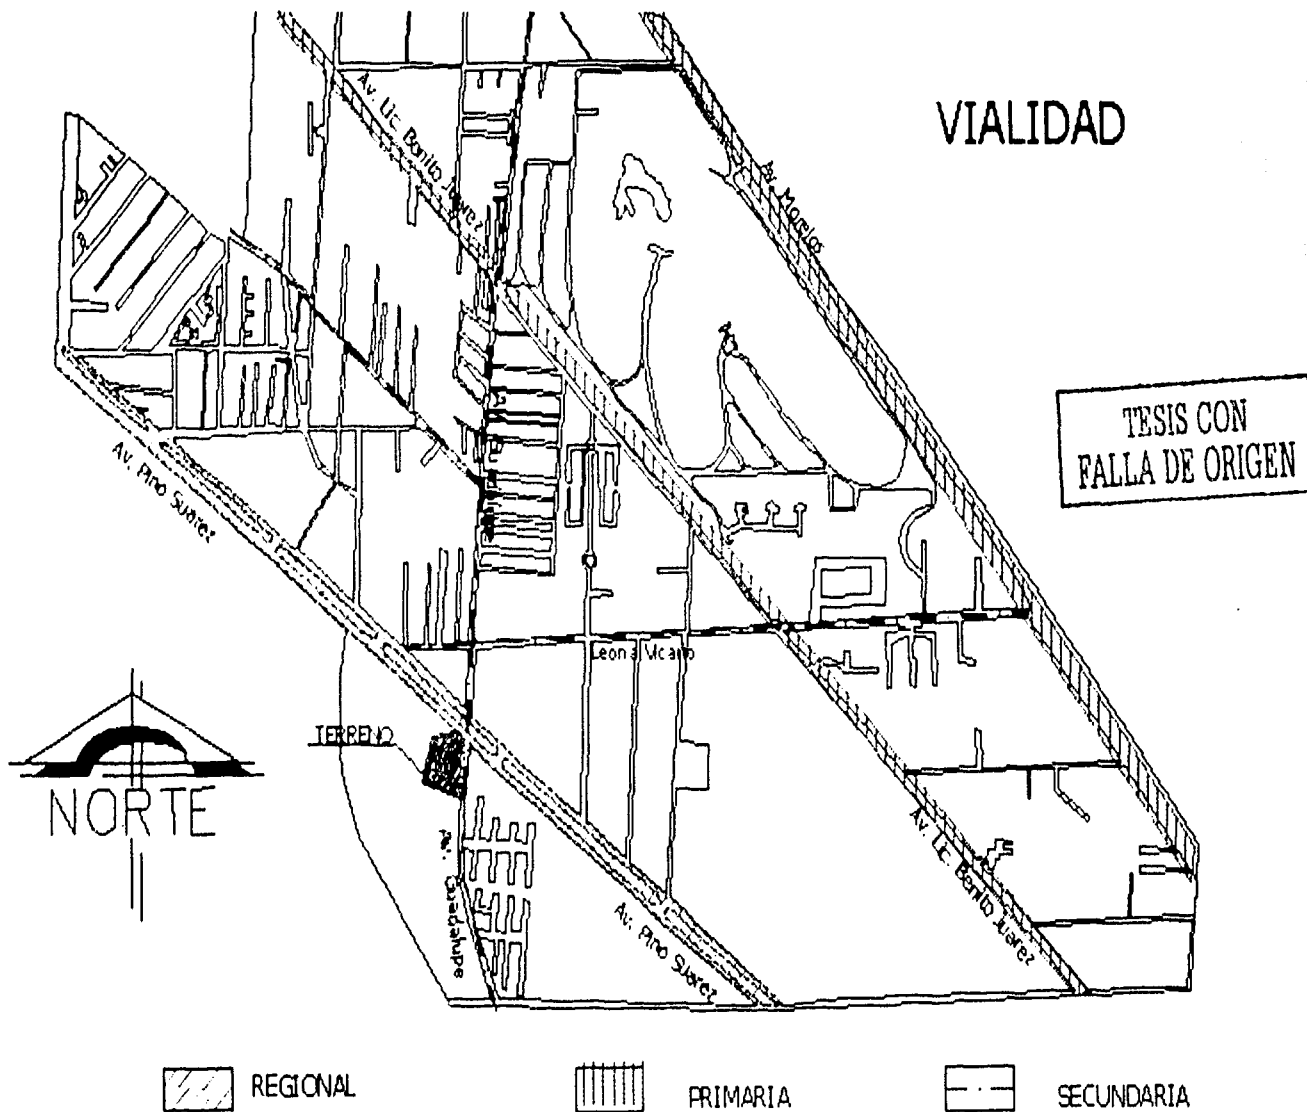 VIALIDAD
Av. Lic. Benito Juarez
Av. Morelos
TESIS CON
FALLA DE ORIGEN
Av. Pino Suarez
Leona Vicario
TERRENO
NORTE
Guadalupe
Av. Pino Suarez
Av. Lic. Benito Juarez
REGIONAL
PRIMARIA
SECUNDARIA